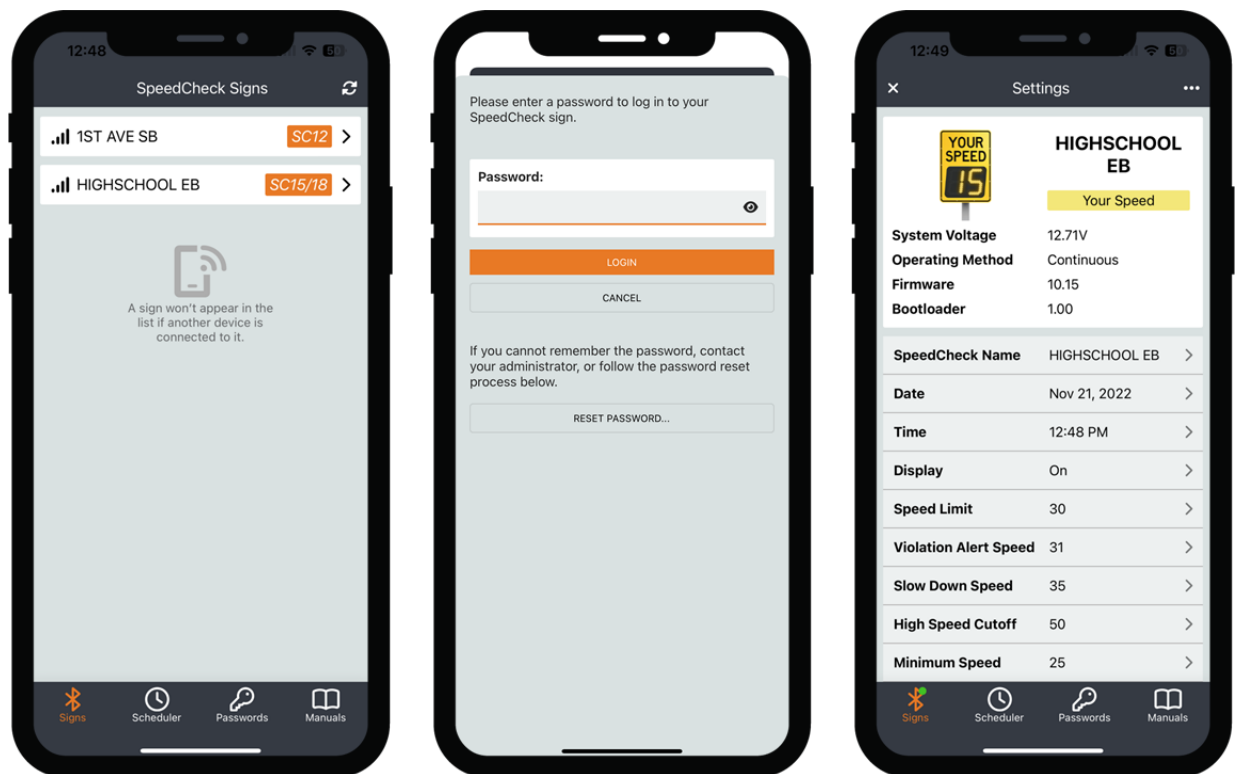 12:48
SpeedCheck Signs
1ST AVE SB SC12
HIGHSCHOOL EB SC15/18
A sign won't appear in the
list if another device is
connected to it.
Signs Scheduler Passwords Manuals
Please enter a password to log in to your
SpeedCheck sign.
Password:
LOGIN
CANCEL
If you cannot remember the password, contact
your administrator, or follow the password reset
process below.
RESET PASSWORD...
12:49
Settings
YOUR
SPEED
15
HIGHSCHOOL
EB
Your Speed
System Voltage 12.71V
Operating Method Continuous
Firmware 10.15
Bootloader 1.00
SpeedCheck Name HIGHSCHOOL EB
Date Nov 21, 2022
Time 12:48 PM
Display On
Speed Limit 30
Violation Alert Speed 31
Slow Down Speed 35
High Speed Cutoff 50
Minimum Speed 25
Signs Scheduler Passwords Manuals